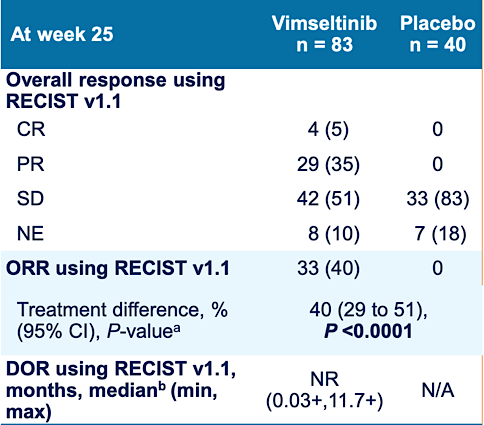 At week 25 Vimseltinib n = 83 Placebo n = 40
Overall response using
RECIST v1.1
CR 4 (5) 0
PR 29 (35) 0
SD 42 (51) 33 (83)
NE 8 (10) 7 (18)
ORR using RECIST v1.1 33 (40) 0
Treatment difference, % 40 (29 to 51),
(95% CI), P-valueᵃ P <0.0001
DOR using RECIST v1.1,
months, medianᵇ (min, NR N/A
max) (0.03+,11.7+)